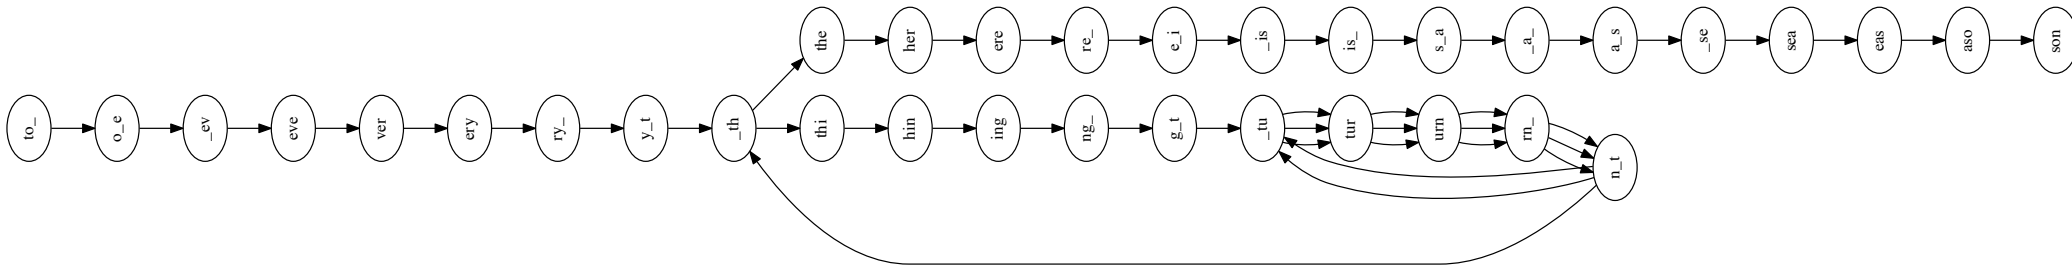 the
her
ere
re_
e_i
_is
is_
s_a
_a_
a_s
_se
sea
eas
aso
son
to_
o_e
_ev
eve
ver
ery
ry_
y_t
_th
thi
hin
ing
ng_
g_t
_tu
tur
urn
rn_
n_t